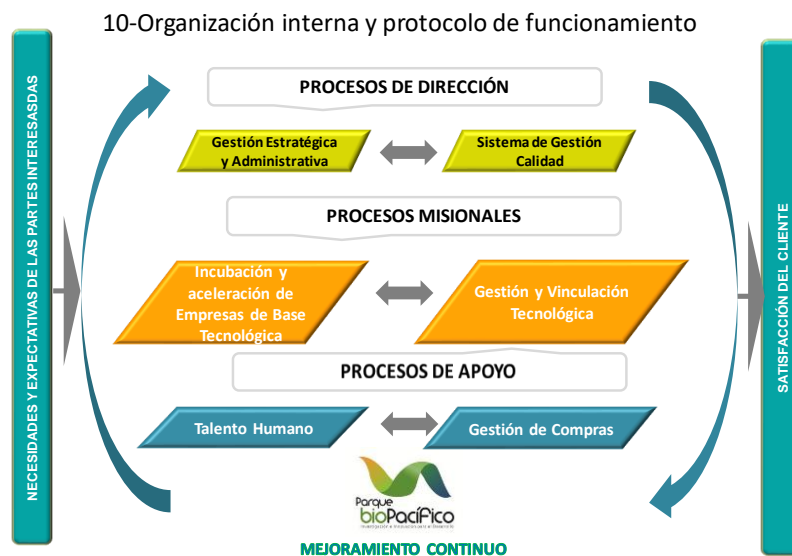 10-Organización interna y protocolo de funcionamiento
NECESIDADES Y EXPECTATIVAS DE LAS PARTES INTERESASDAS
PROCESOS DE DIRECCIÓN
Gestión Estratégica
y Administrativa
Sistema de Gestión
Calidad
PROCESOS MISIONALES
Incubación y
aceleración de
Empresas de Base
Tecnológica
Gestión y Vinculación
Tecnológica
PROCESOS DE APOYO
Talento Humano
Gestión de Compras
Parque
bioPacífico
MEJORAMIENTO CONTINUO
SATISFACCIÓN DEL CLIENTE